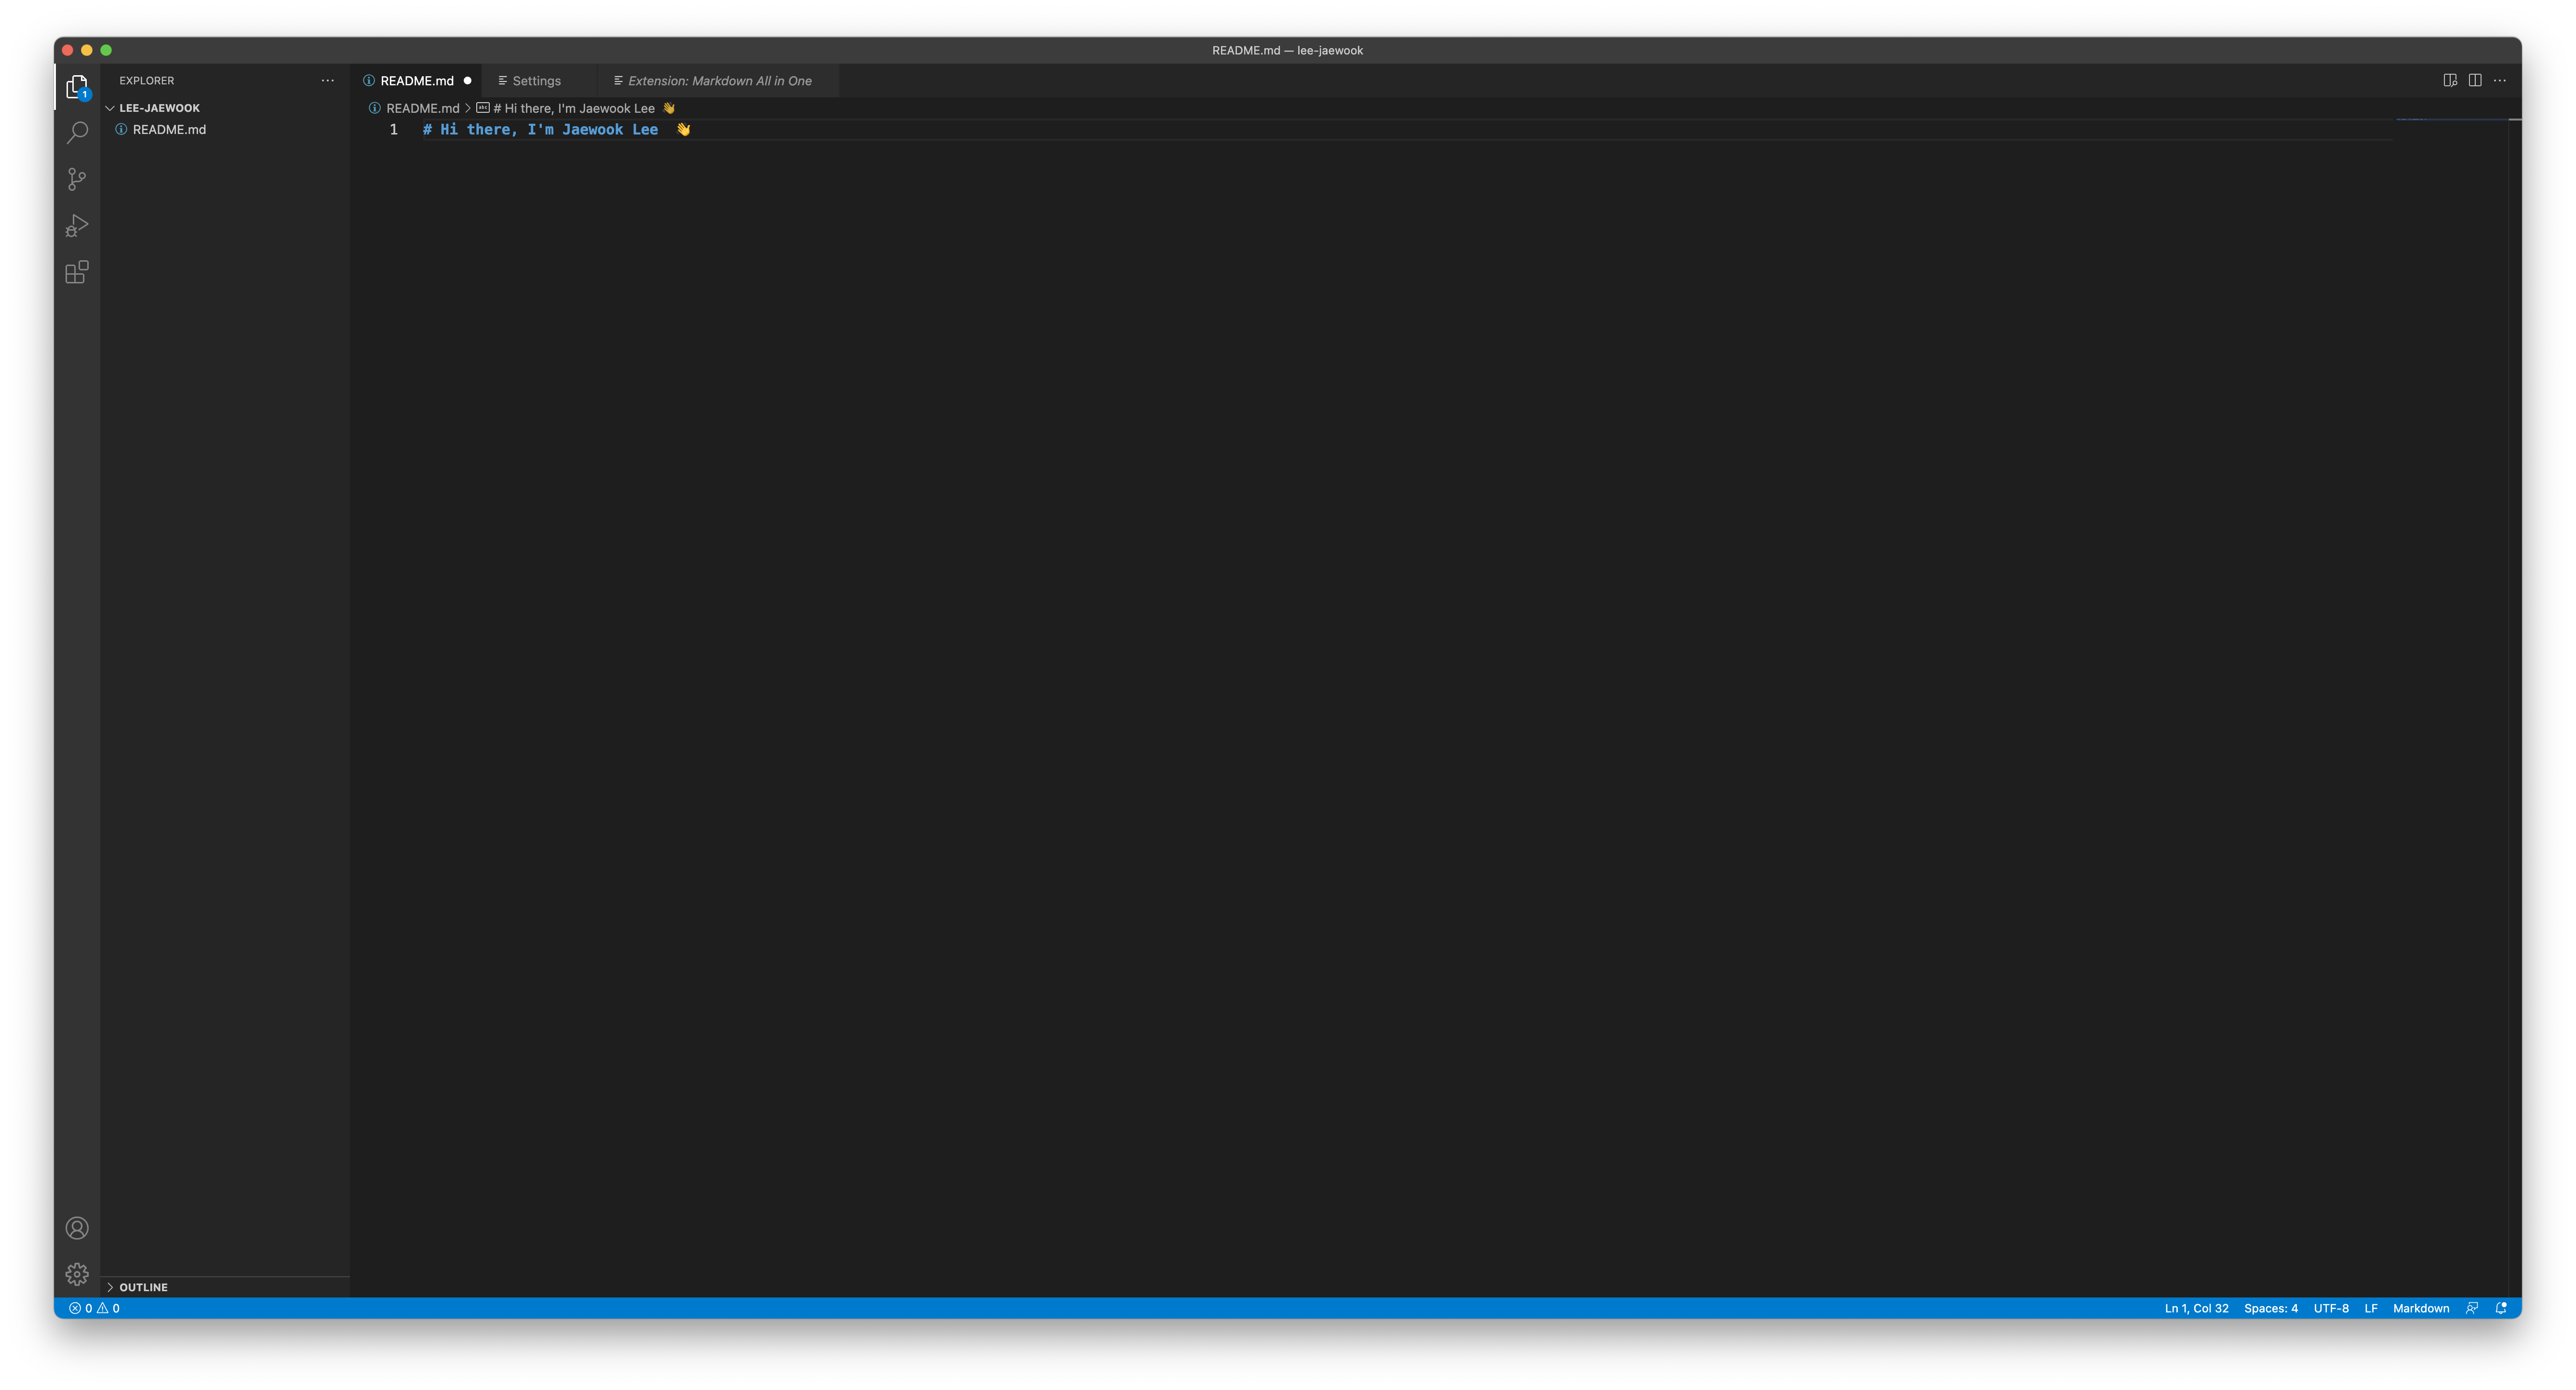 README.md — lee-jaewook
EXPLORER
1
LEE-JAEWOOK
README.md
README.md Settings Extension: Markdown All in One
README.md > # Hi there, I'm Jaewook Lee 👋
1 # Hi there, I'm Jaewook Lee 👋
OUTLINE
0 0 Ln 1, Col 32 Spaces: 4 UTF-8 LF Markdown